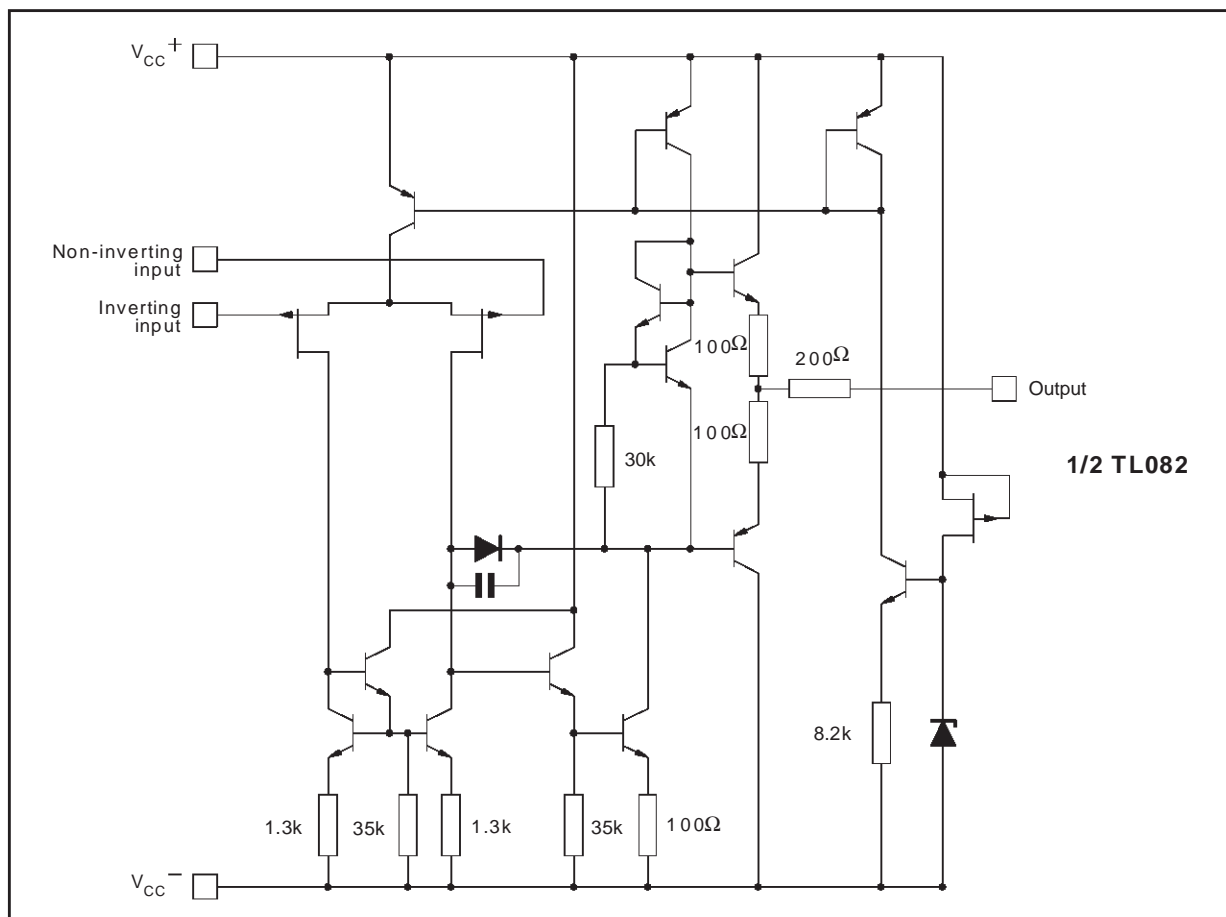 VCC+
Non-inverting
input
Inverting
input
100Ω
200Ω
Output
100Ω
30k
1/2 TL082
8.2k
1.3k
35k
1.3k
35k
100Ω
VCC−